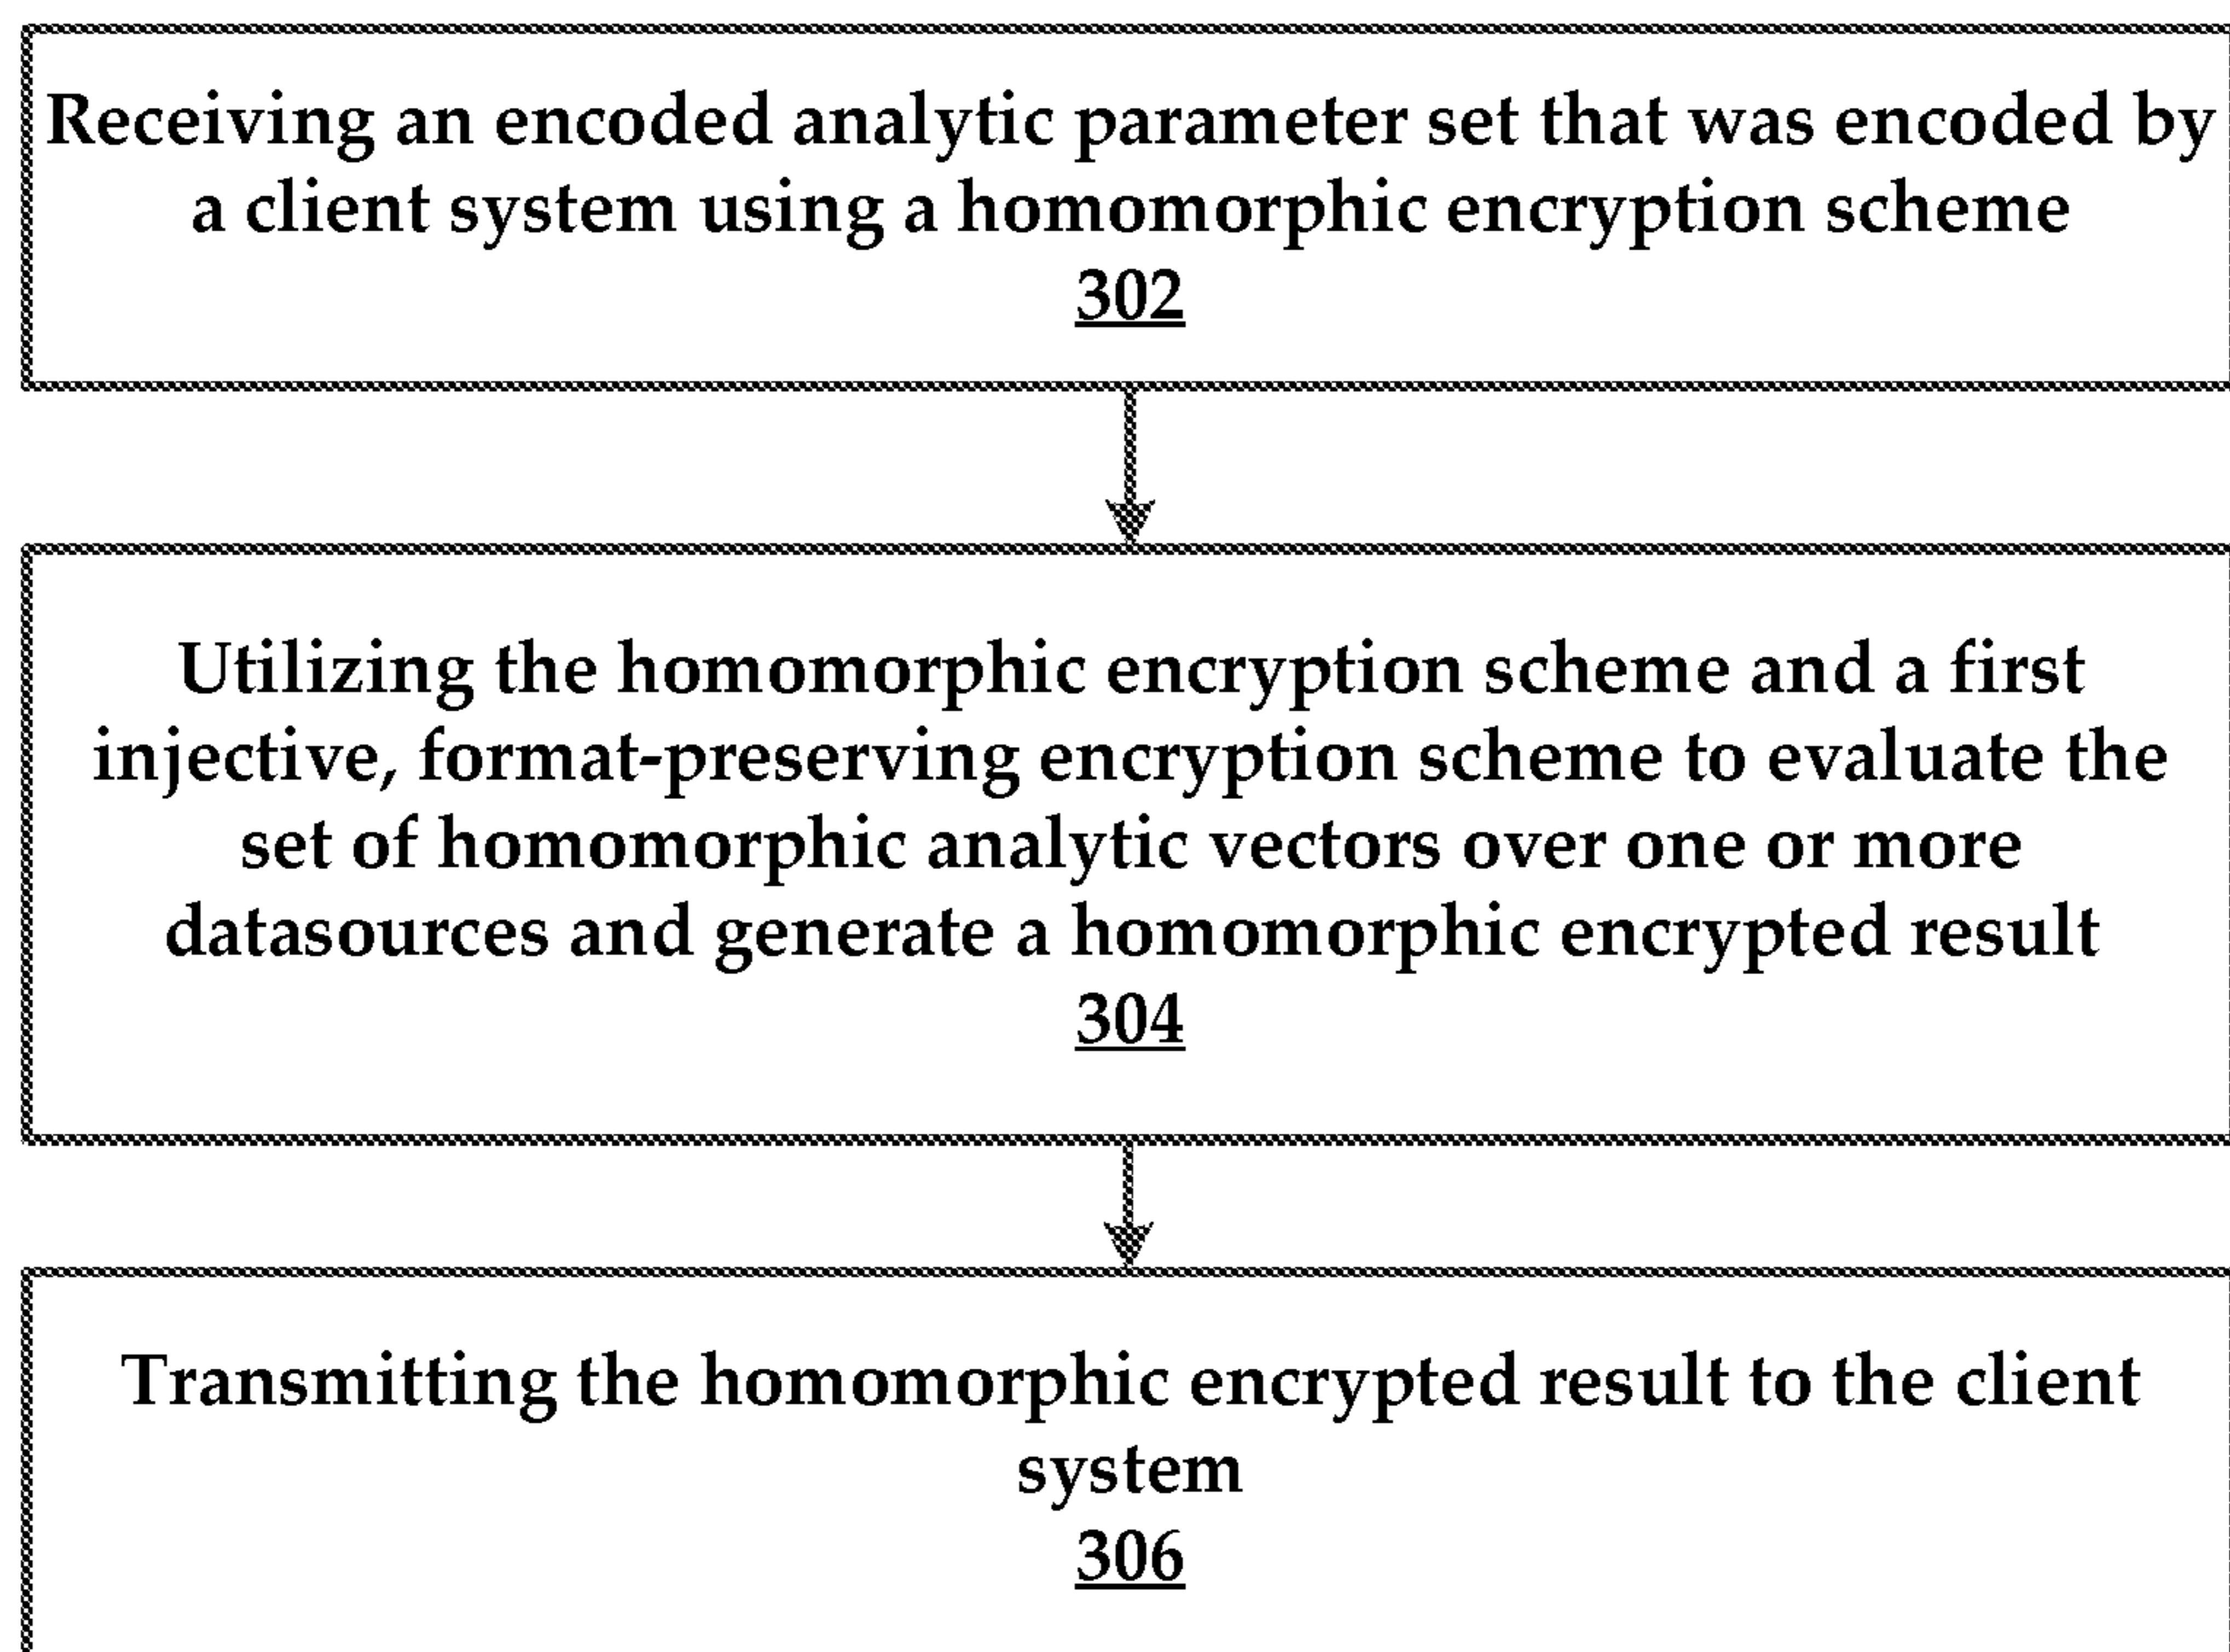 Receiving an encoded analytic parameter set that was encoded by
a client system using a homomorphic encryption scheme
302
Utilizing the homomorphic encryption scheme and a first
injective, format-preserving encryption scheme to evaluate the
set of homomorphic analytic vectors over one or more
datasources and generate a homomorphic encrypted result
304
Transmitting the homomorphic encrypted result to the client
system
306